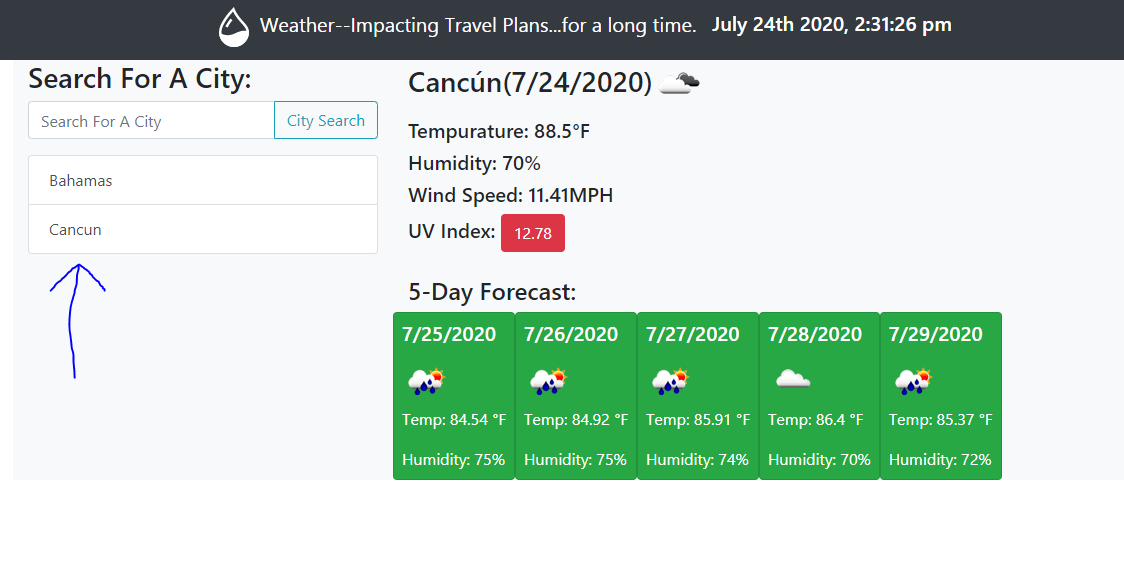 Weather--Impacting Travel Plans...for a long time. July 24th 2020, 2:31:26 pm
Search For A City:
Search For A City City Search
Bahamas
Cancun
Cancún(7/24/2020)
Tempurature: 88.5°F
Humidity: 70%
Wind Speed: 11.41MPH
UV Index: 12.78
5-Day Forecast:
7/25/2020 7/26/2020 7/27/2020 7/28/2020 7/29/2020
Temp: 84.54 °F Temp: 84.92 °F Temp: 85.91 °F Temp: 86.4 °F Temp: 85.37 °F
Humidity: 75% Humidity: 75% Humidity: 74% Humidity: 70% Humidity: 72%